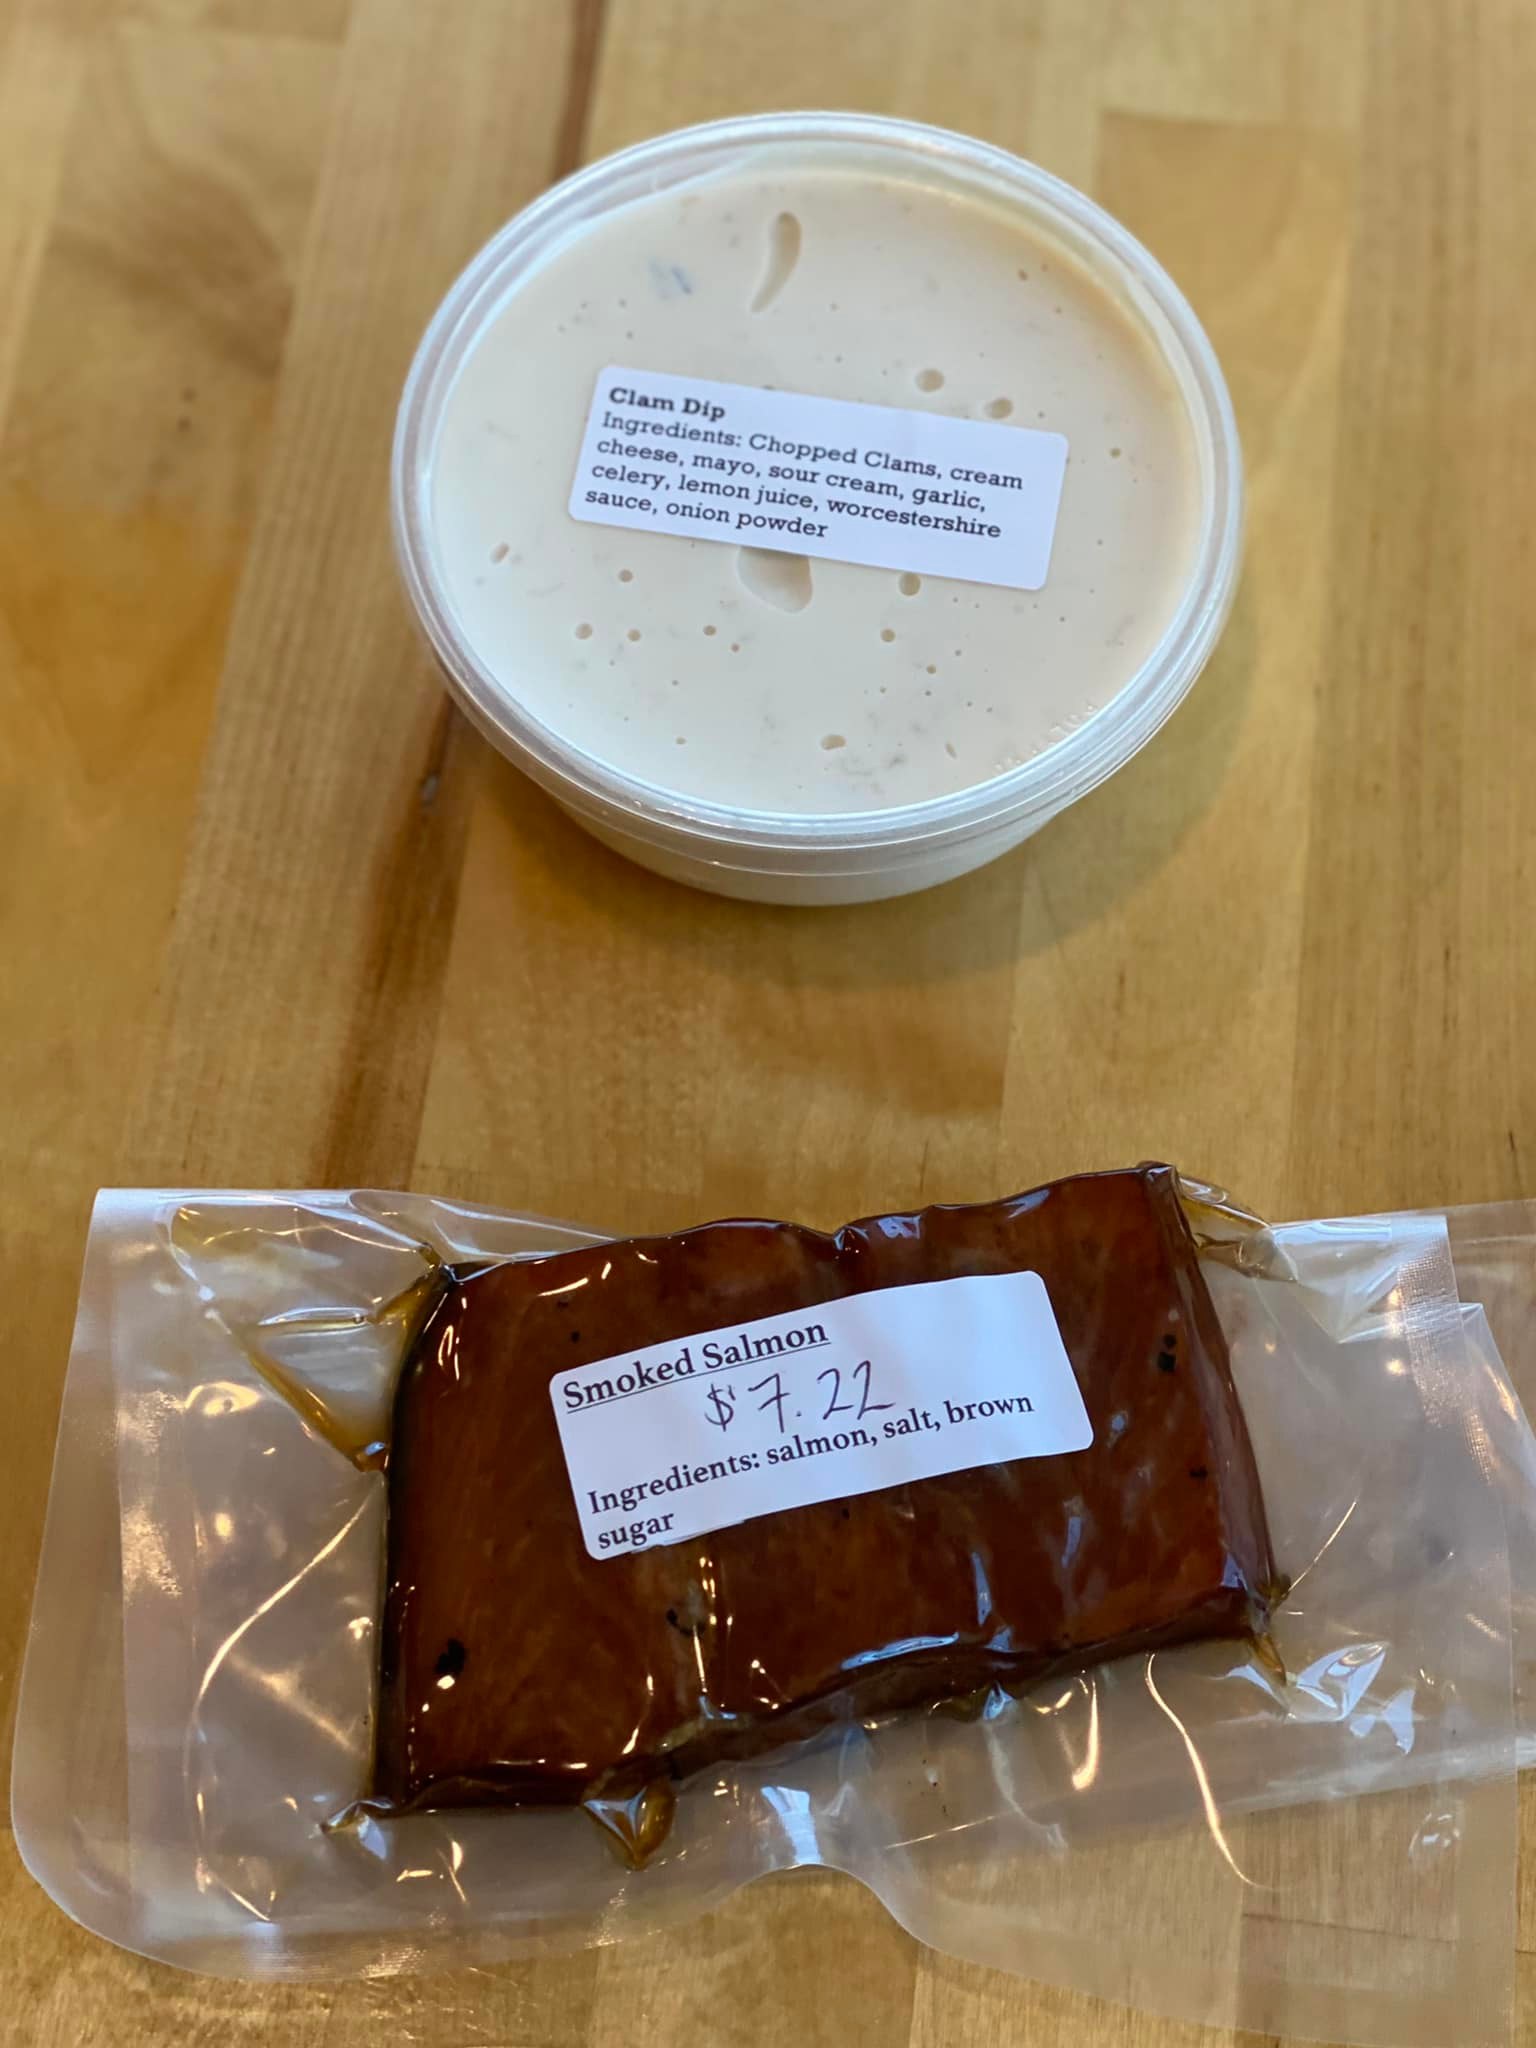 Clam Dip
Ingredients: Chopped Clams, cream
cheese, mayo, sour cream, garlic,
celery, lemon juice, worcestershire
sauce, onion powder
Smoked Salmon
$7.22
Ingredients: salmon, salt, brown
sugar